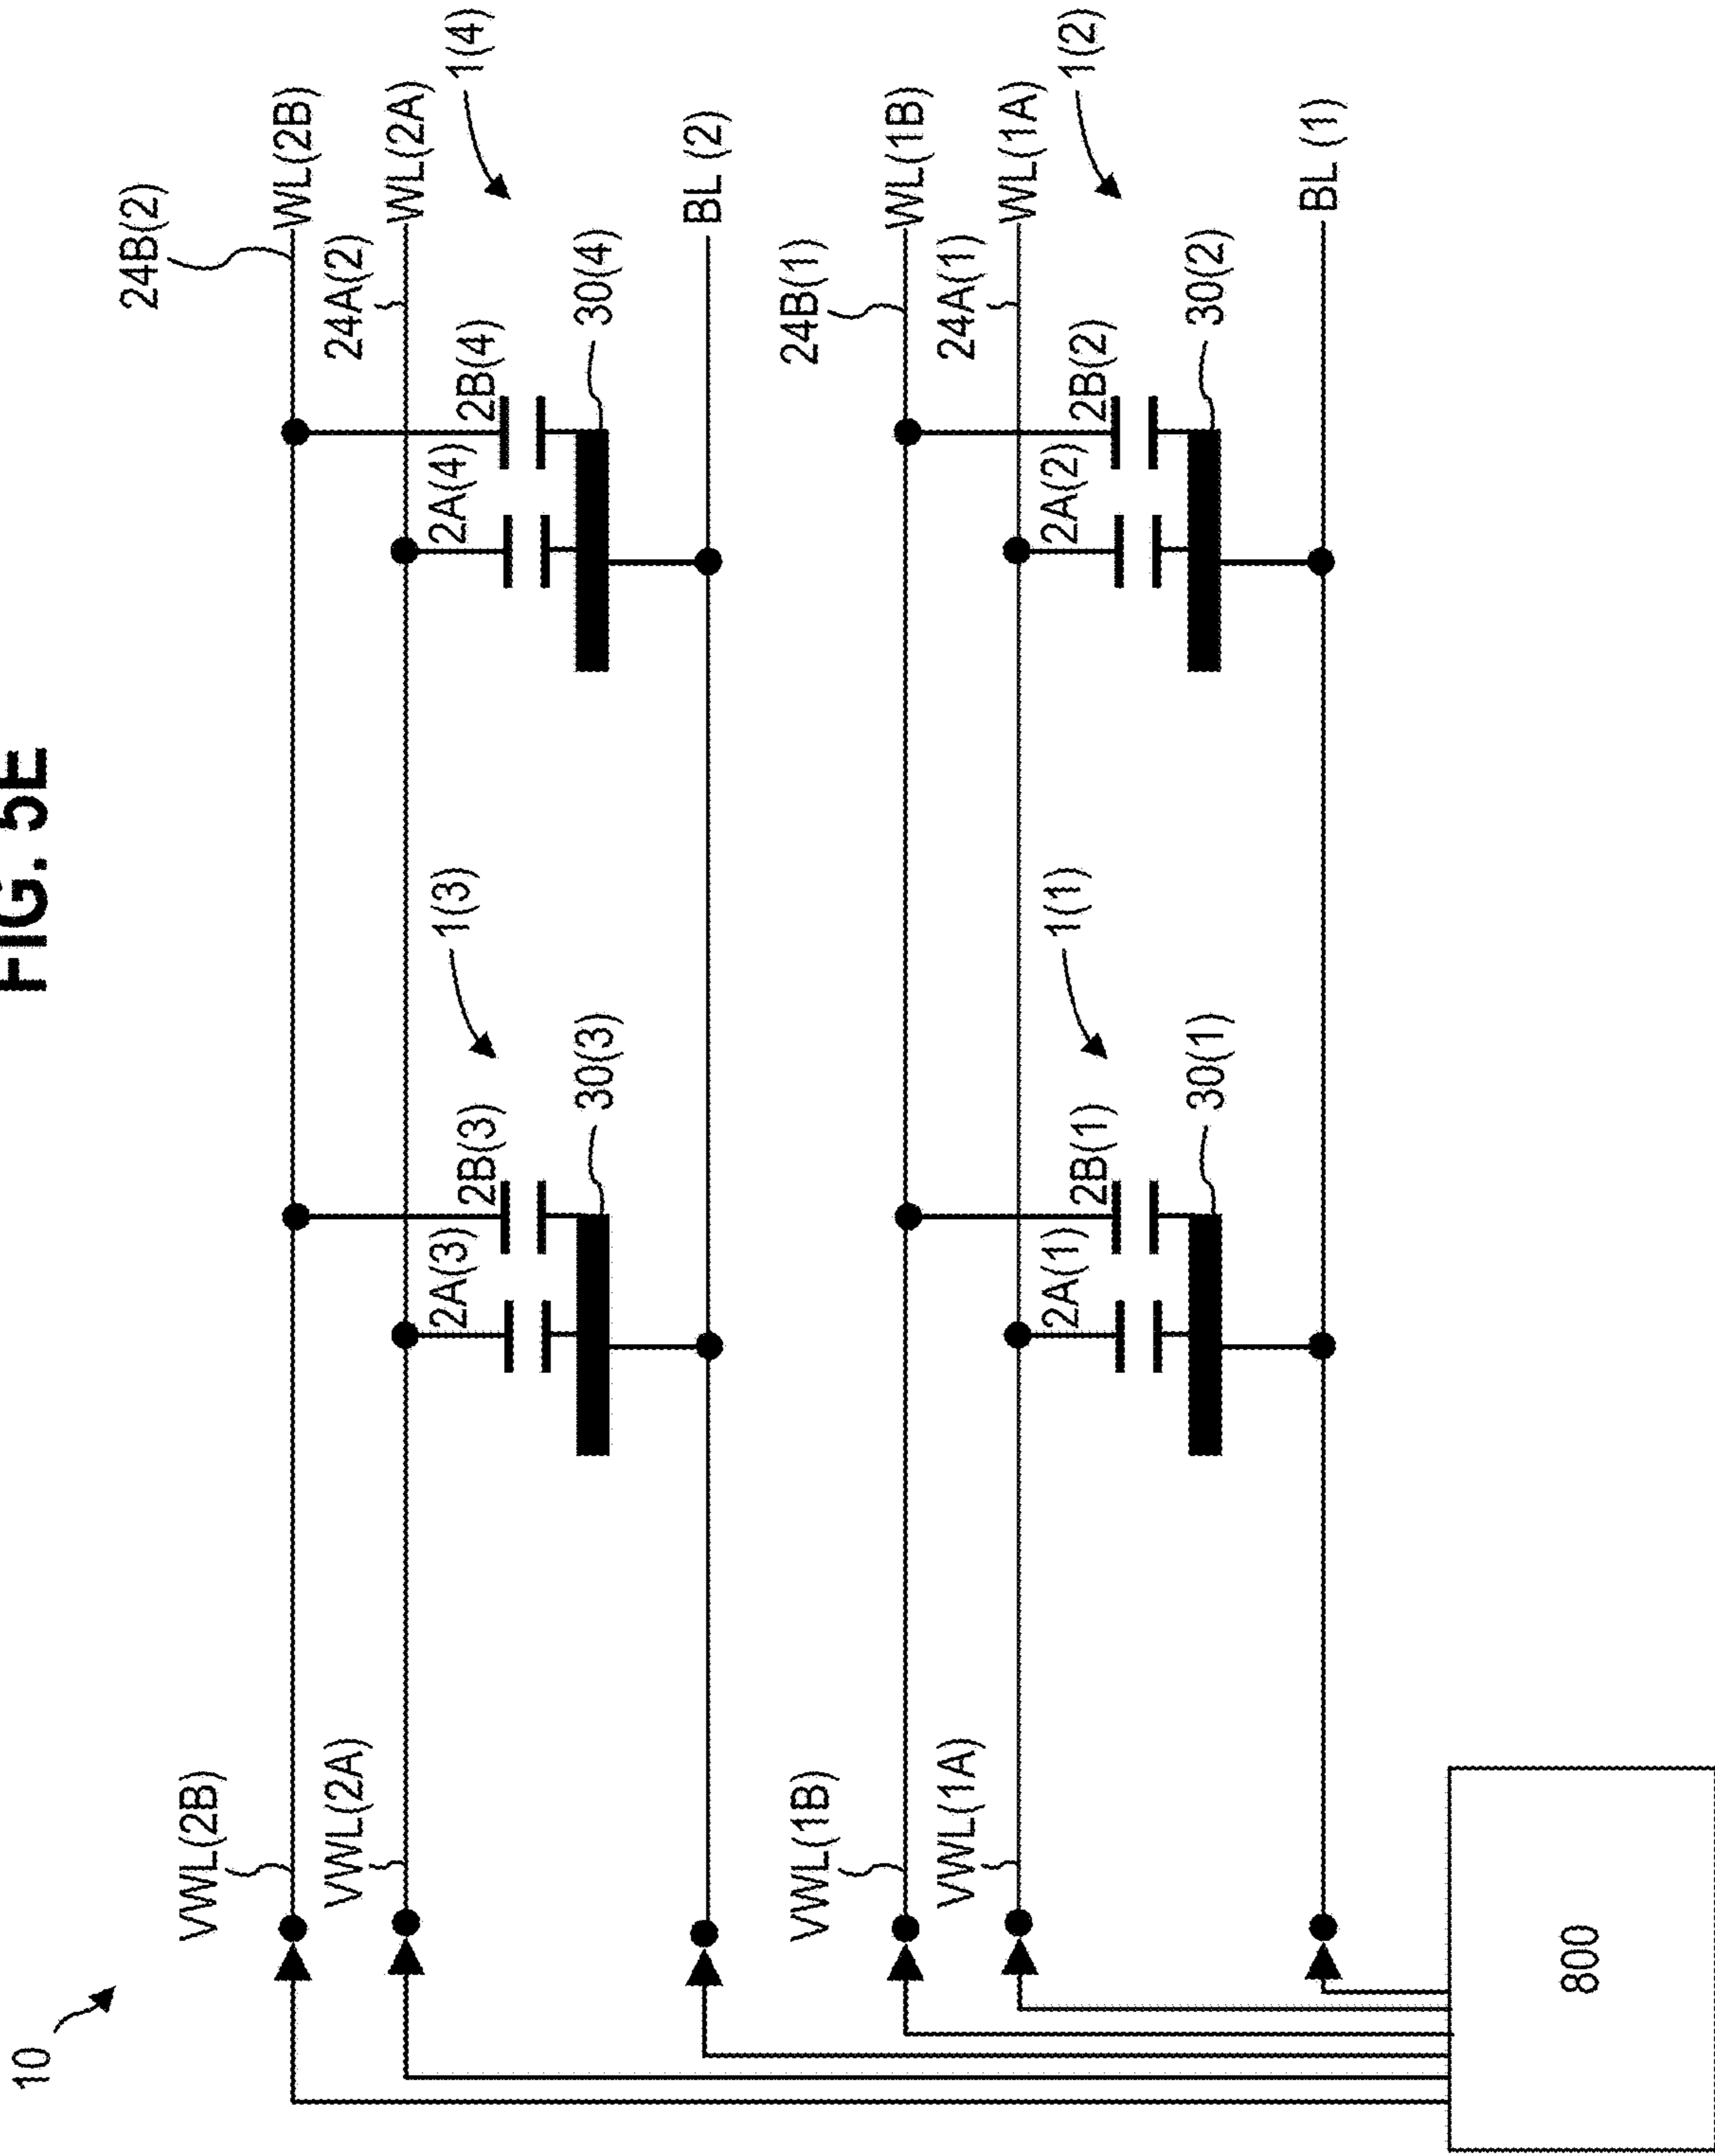 FIG. 5E
10
24B(2)
WL(2B)
VWL(2B)
24A(2)
WL(2A)
VWL(2A)
1(4)
1(3)
2A(4)
2B(4)
2A(3)
2B(3)
30(4)
30(3)
BL (2)
24B(1)
WL(1B)
VWL(1B)
24A(1)
WL(1A)
VWL(1A)
1(2)
1(1)
2A(2)
2B(2)
2A(1)
2B(1)
30(2)
30(1)
BL (1)
800